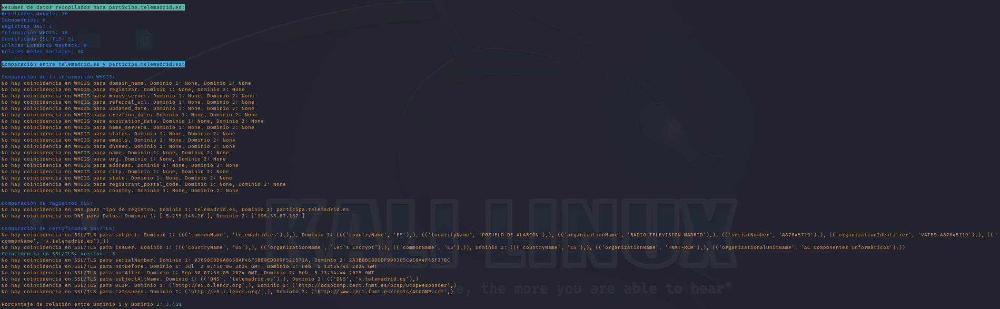 Resumen de datos recopilados para participa.telemadrid.es:
Resultados Google: 10
Subdominios: 0
Registros DNS: 2
Información WHOIS: 18
Certificado SSL/TLS: Sí
Enlaces Externos Wayback: 0
Enlaces Redes Sociales: 50
Comparación entre telemadrid.es y participa.telemadrid.es:
Comparación de la información WHOIS:
No hay coincidencia en WHOIS para domain_name. Dominio 1: None, Dominio 2: None
No hay coincidencia en WHOIS para registrar. Dominio 1: None, Dominio 2: None
No hay coincidencia en WHOIS para whois_server. Dominio 1: None, Dominio 2: None
No hay coincidencia en WHOIS para referral_url. Dominio 1: None, Dominio 2: None
No hay coincidencia en WHOIS para updated_date. Dominio 1: None, Dominio 2: None
No hay coincidencia en WHOIS para creation_date. Dominio 1: None, Dominio 2: None
No hay coincidencia en WHOIS para expiration_date. Dominio 1: None, Dominio 2: None
No hay coincidencia en WHOIS para name_servers. Dominio 1: None, Dominio 2: None
No hay coincidencia en WHOIS para status. Dominio 1: None, Dominio 2: None
No hay coincidencia en WHOIS para emails. Dominio 1: None, Dominio 2: None
No hay coincidencia en WHOIS para dnssec. Dominio 1: None, Dominio 2: None
No hay coincidencia en WHOIS para name. Dominio 1: None, Dominio 2: None
No hay coincidencia en WHOIS para org. Dominio 1: None, Dominio 2: None
No hay coincidencia en WHOIS para address. Dominio 1: None, Dominio 2: None
No hay coincidencia en WHOIS para city. Dominio 1: None, Dominio 2: None
No hay coincidencia en WHOIS para state. Dominio 1: None, Dominio 2: None
No hay coincidencia en WHOIS para registrant_postal_code. Dominio 1: None, Dominio 2: None
No hay coincidencia en WHOIS para country. Dominio 1: None, Dominio 2: None
Comparación de registros DNS:
No hay coincidencia en DNS para Tipo de registro. Dominio 1: telemadrid.es, Dominio 2: participa.telemadrid.es
No hay coincidencia en DNS para Datos. Dominio 1: ['5.255.145.26'], Dominio 2: ['195.55.87.137']
Comparación de certificados SSL/TLS:
No hay coincidencia en SSL/TLS para subject. Dominio 1: ((('commonName', 'telemadrid.es'),),), Dominio 2: ((('countryName', 'ES'),), (('localityName', 'POZUELO DE ALARCÓN'),), (('organizationName', 'RADIO TELEVISION MADRID'),), (('serialNumber', 'A87645719'),), (('organizationIdentifier', 'VATES-A87645719'),), (('
commonName', '*.telemadrid.es'),))
No hay coincidencia en SSL/TLS para issuer. Dominio 1: ((('countryName', 'US'),), (('organizationName', "Let's Encrypt"),), (('commonName', 'E5'),)), Dominio 2: ((('countryName', 'ES'),), (('organizationName', 'FNMT-RCM'),), (('organizationalUnitName', 'AC Componentes Informáticos'),))
Coincidencia en SSL/TLS: version - 3
No hay coincidencia en SSL/TLS para serialNumber. Dominio 1: 03698EBD9A8658AF46F5B89EDD09F522571A, Dominio 2: 2A3B8BE8DDDF999365C0E8A4F45F37BC
No hay coincidencia en SSL/TLS para notBefore. Dominio 1: Jul  2 07:56:06 2024 GMT, Dominio 2: Feb  5 13:54:44 2024 GMT
No hay coincidencia en SSL/TLS para notAfter. Dominio 1: Sep 30 07:56:05 2024 GMT, Dominio 2: Feb  5 13:54:44 2025 GMT
No hay coincidencia en SSL/TLS para subjectAltName. Dominio 1: (('DNS', 'telemadrid.es'),), Dominio 2: (('DNS', '*.telemadrid.es'),)
No hay coincidencia en SSL/TLS para OCSP. Dominio 1: ('http://e5.o.lencr.org',), Dominio 2: ('http://ocspcomp.cert.fnmt.es/ocsp/OcspResponder',)
No hay coincidencia en SSL/TLS para caIssuers. Dominio 1: ('http://e5.i.lencr.org/',), Dominio 2: ('http://www.cert.fnmt.es/certs/ACCOMP.crt',)
Porcentaje de relación entre Dominio 1 y Dominio 2: 3.45%
KALI LINUX
the more you are able to hear"
resultados